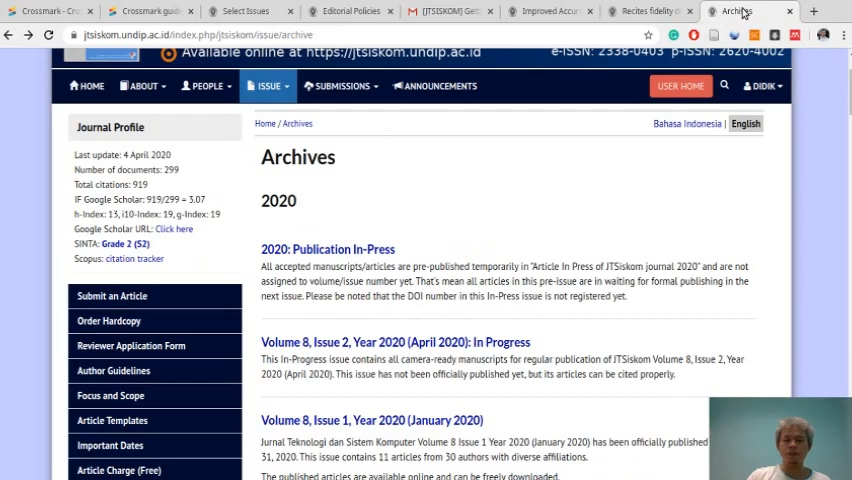 Crossmark - Cro
Crossmark guid
Select Issues
Editorial Policies
[JTSISKOM] Get
Improved Accur
Recites fidelity d
Archives
jtsiskom.undip.ac.id/index.php/jtsiskom/issue/archive
Available online at https://jtsiskom.undip.ac.id
e-ISSN: 2338-0403 p-ISSN: 2620-4002
HOME
ABOUT
PEOPLE
ISSUE
SUBMISSIONS
ANNOUNCEMENTS
USER HOME
DIDIK
Journal Profile
Last update: 4 April 2020
Number of documents: 299
Total citations: 919
IF Google Scholar: 919/299 = 3.07
h-Index: 13, i10-Index: 19, g-Index: 19
Google Scholar URL: Click here
SINTA: Grade 2 (S2)
Scopus: citation tracker
Submit an Article
Order Hardcopy
Reviewer Application Form
Author Guidelines
Focus and Scope
Article Templates
Important Dates
Article Charge (Free)
Home / Archives
Bahasa Indonesia | English
Archives
2020
2020: Publication In-Press
All accepted manuscripts/articles are pre-published temporarily in "Article In Press of JTSiskom journal 2020" and are not
assigned to volume/issue number yet. That's mean all articles in this pre-issue are in waiting for formal publishing in the
next issue. Please be noted that the DOI number in this In-Press issue is not registered yet.
Volume 8, Issue 2, Year 2020 (April 2020): In Progress
This In-Progress issue contains all camera-ready manuscripts for regular publication of JTSiskom Volume 8, Issue 2, Year
2020 (April 2020). This issue has not been officially published yet, but its articles can be cited properly.
Volume 8, Issue 1, Year 2020 (January 2020)
Jurnal Teknologi dan Sistem Komputer Volume 8 Issue 1 Year 2020 (January 2020) has been officially published
31, 2020. This issue contains 11 articles from 30 authors with diverse affiliations.
The published articles are available online and can be freely downloaded.